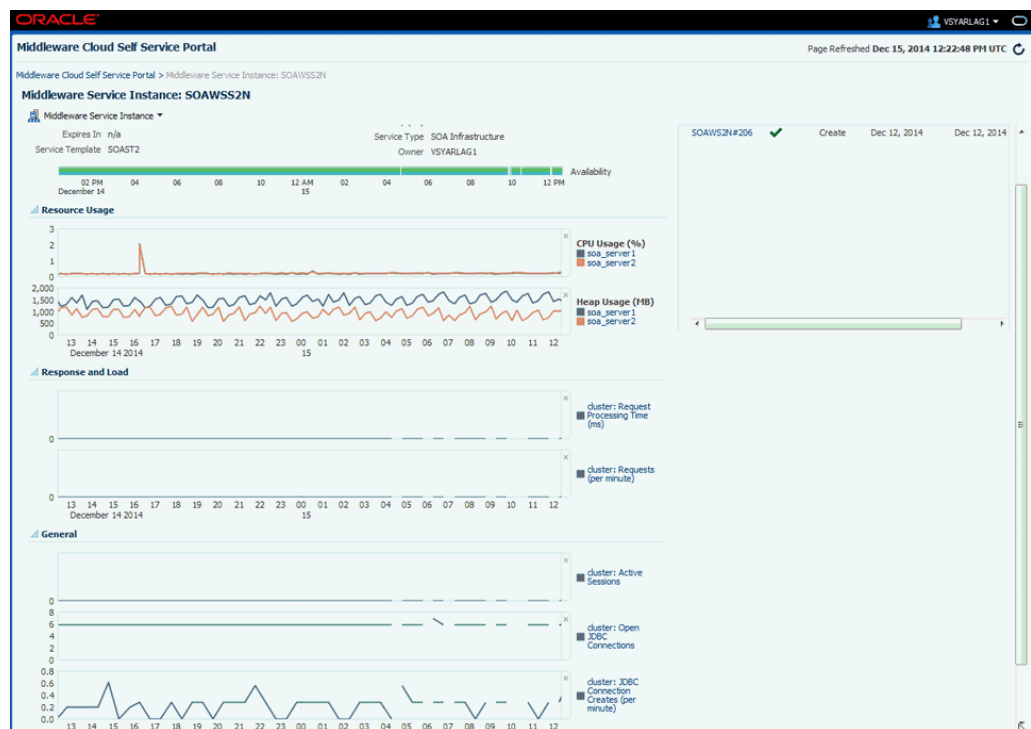 ORACLE
VSYARLAG1
Middleware Cloud Self Service Portal
Page Refreshed Dec 15, 2014 12:22:48 PM UTC
Middleware Cloud Self Service Portal > Middleware Service Instance: SOAWSS2N
Middleware Service Instance: SOAWSS2N
Middleware Service Instance
Expires In n/a
Service Type SOA Infrastructure
Service Template SOAST2
Owner VSYARLAG1
SOAWS2N#206 Create Dec 12, 2014 Dec 12, 2014
Availability
02 PM 04 06 08 10 12 AM 02 04 06 08 10 12 PM
December 14 15
Resource Usage
3
2
1
0
CPU Usage (%)
soa_server1
soa_server2
2,000
1,500
1,000
500
0
Heap Usage (MB)
soa_server1
soa_server2
13 14 15 16 17 18 19 20 21 22 23 00 01 02 03 04 05 06 07 08 09 10 11 12
December 14 2014 15
Response and Load
0
cluster: Request
Processing Time
(ms)
0
cluster: Requests
(per minute)
13 14 15 16 17 18 19 20 21 22 23 00 01 02 03 04 05 06 07 08 09 10 11 12
December 14 2014 15
General
0
cluster: Active
Sessions
8
6
4
2
0
cluster: Open
JDBC
Connections
0.8
0.6
0.4
0.2
0.0
cluster: JDBC
Connection
Creates (per
minute)
13 14 15 16 17 18 19 20 21 22 23 00 01 02 03 04 05 06 07 08 09 10 11 12